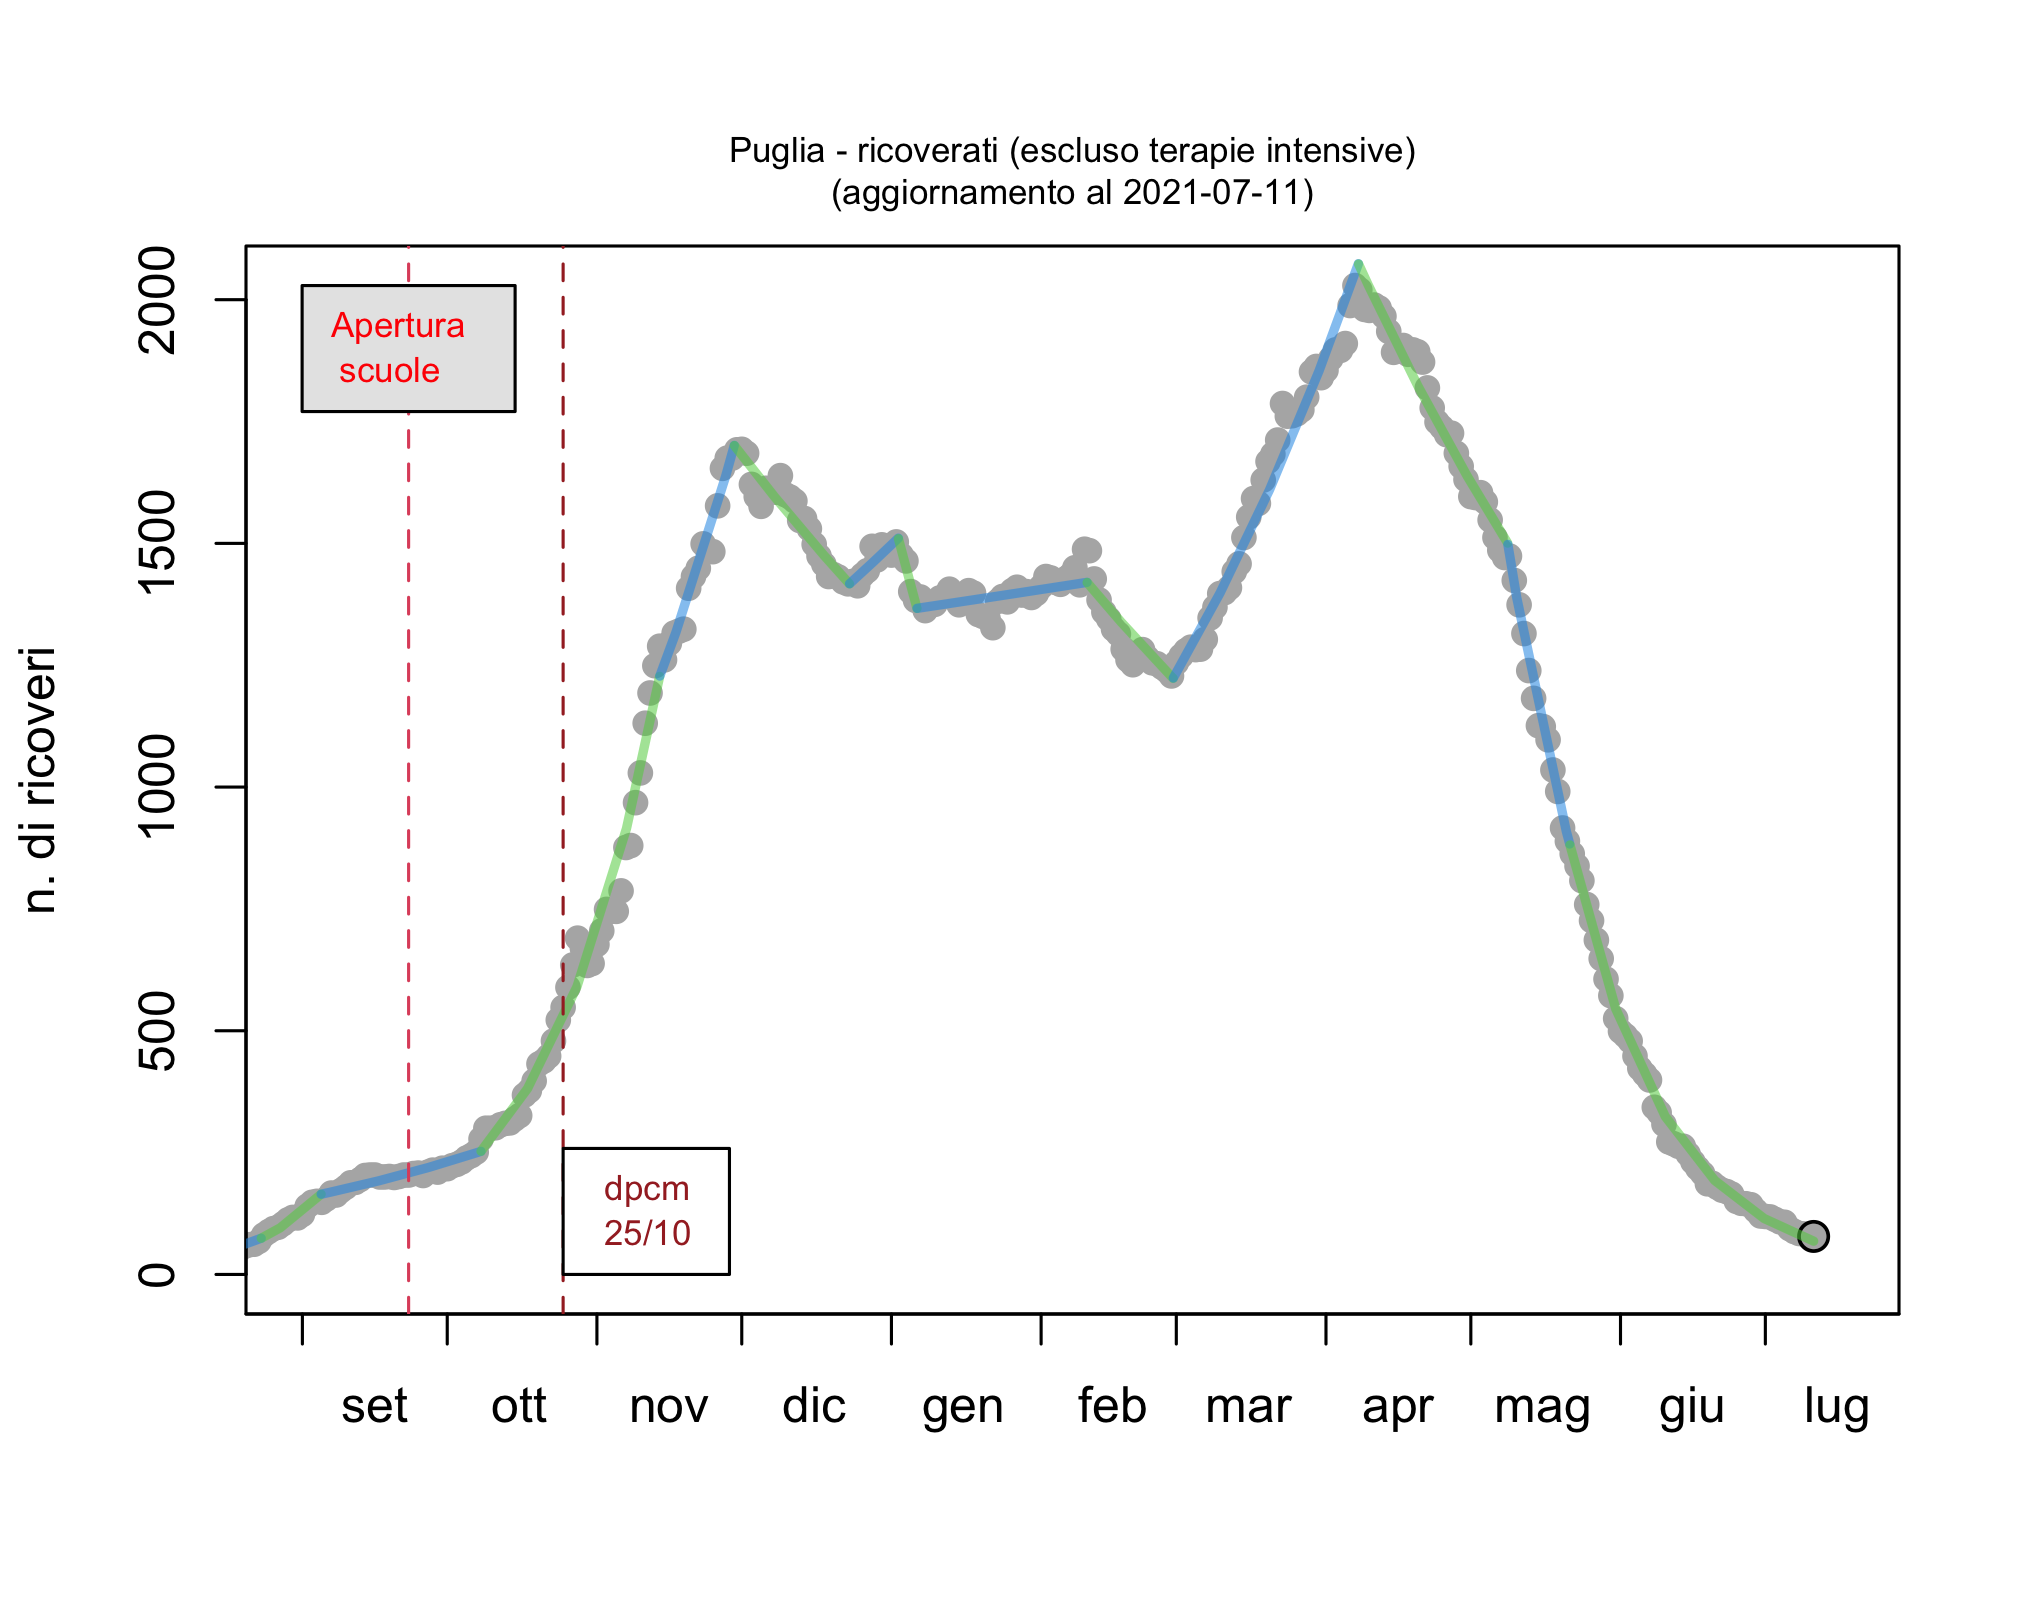 Puglia - ricoverati (escluso terapie intensive)
(aggiornamento al 2021-07-11)
n. di ricoveri
2000
1500
1000
500
0
Apertura
scuole
dpcm
25/10
set ott nov dic gen feb mar apr mag giu lug